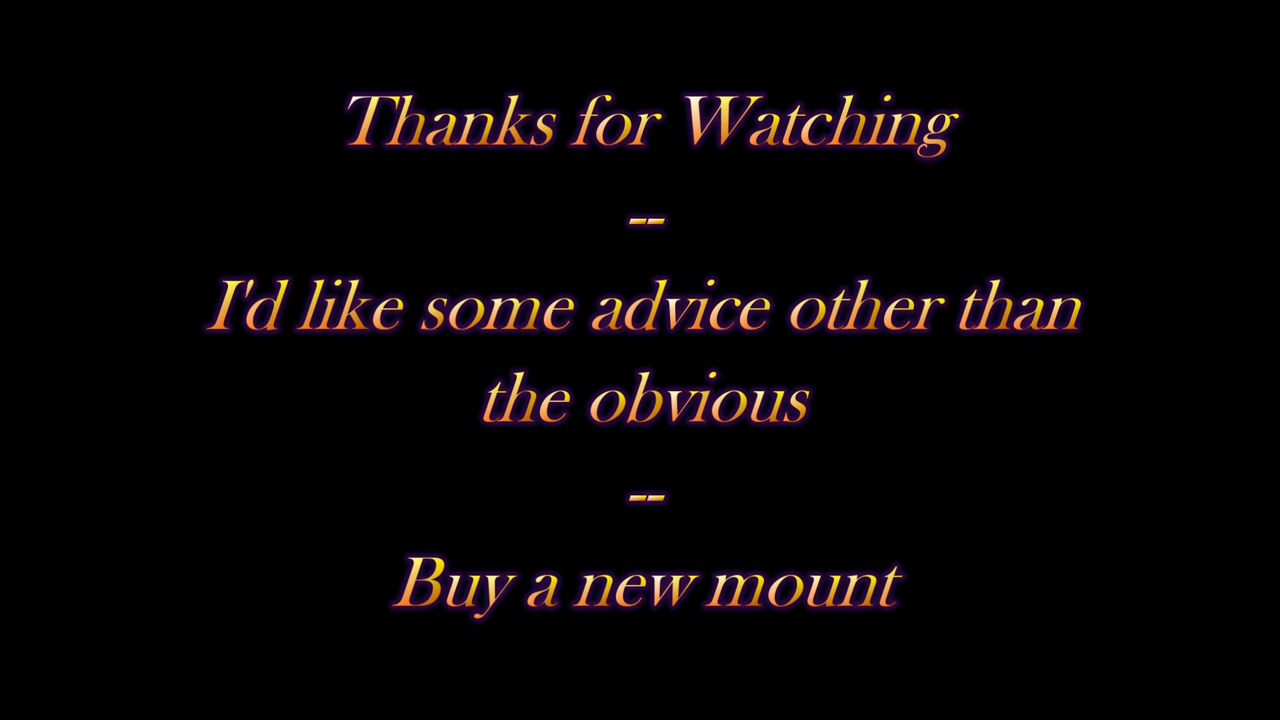 Thanks for Watching
--
I'd like some advice other than
the obvious
--
Buy a new mount